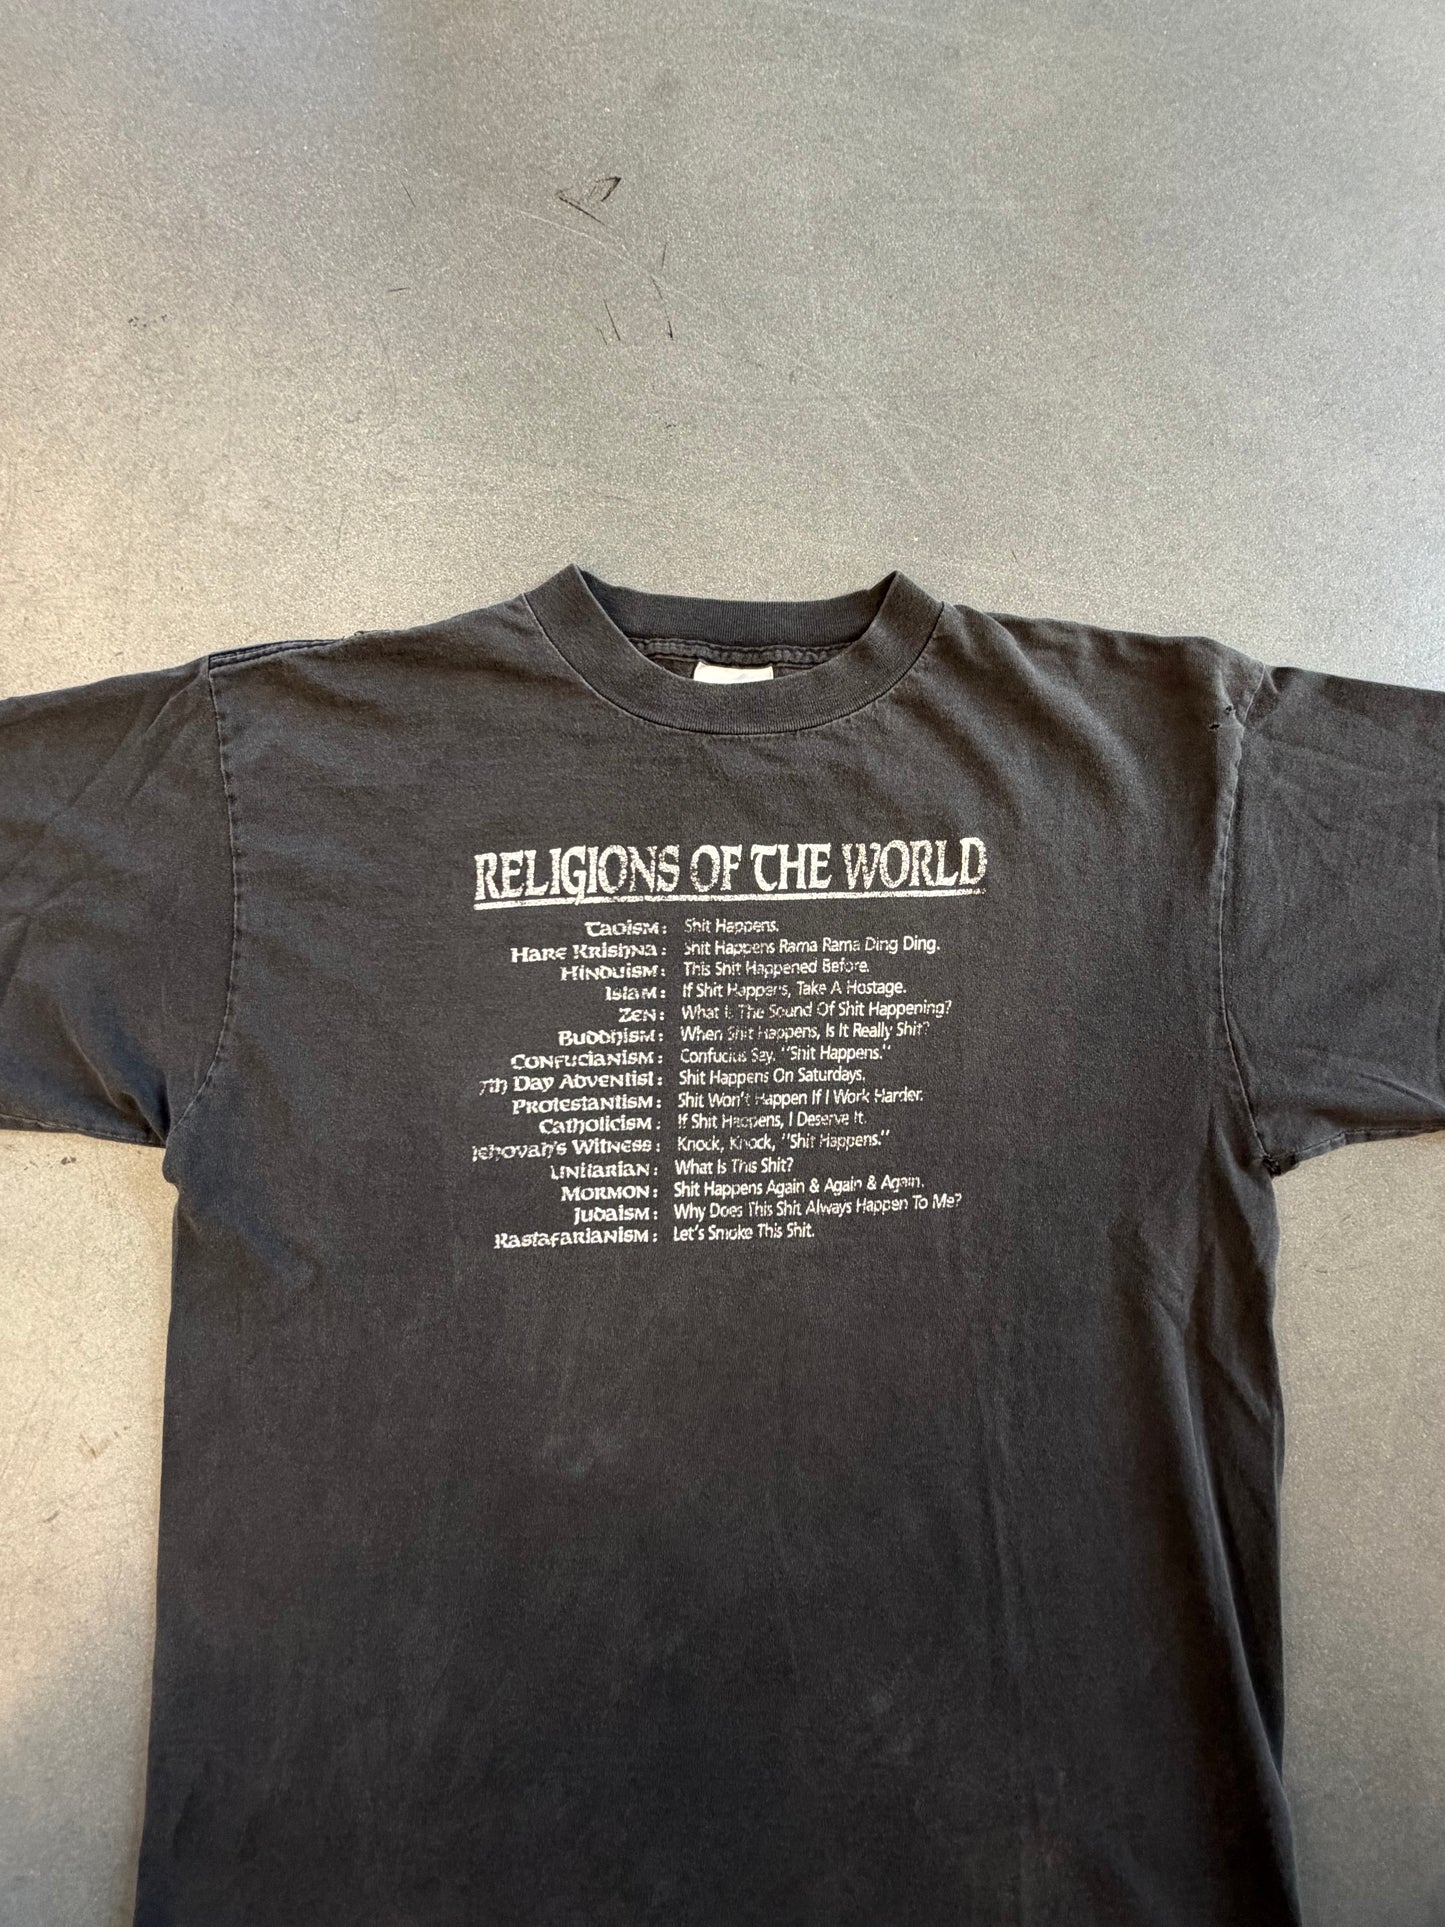 RELIGIONS OF THE WORLD
Taoism: Shit Happens.
Hare Krishna: Shit Happens Rama Rama Ding Ding.
Hinduism: This Shit Happened Before.
Islam: If Shit Happens, Take A Hostage.
Zen: What Is The Sound Of Shit Happening?
Buddhism: When Shit Happens, Is It Really Shit?
Confucianism: Confucius Say, "Shit Happens."
7th Day Adventist: Shit Happens On Saturdays.
Protestantism: Shit Won't Happen If I Work Harder.
Catholicism: If Shit Happens, I Deserve It.
Jehovah's Witness: Knock, Knock, "Shit Happens."
Unitarian: What Is This Shit?
Mormon: Shit Happens Again & Again & Again.
Judaism: Why Does This Shit Always Happen To Me?
Rastafarianism: Let's Smoke This Shit.